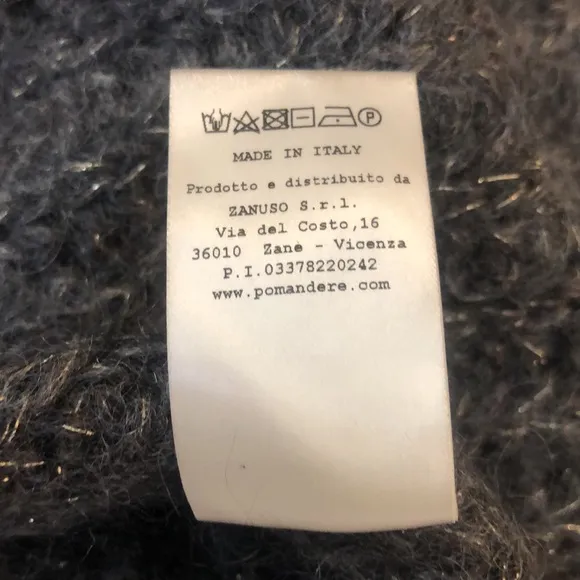 P
MADE IN ITALY
Prodotto e distribuito da
ZANUSO S.r.l.
Via del Costo,16
36010 Zanè - Vicenza
P.I.03378220242
www.pomandere.com